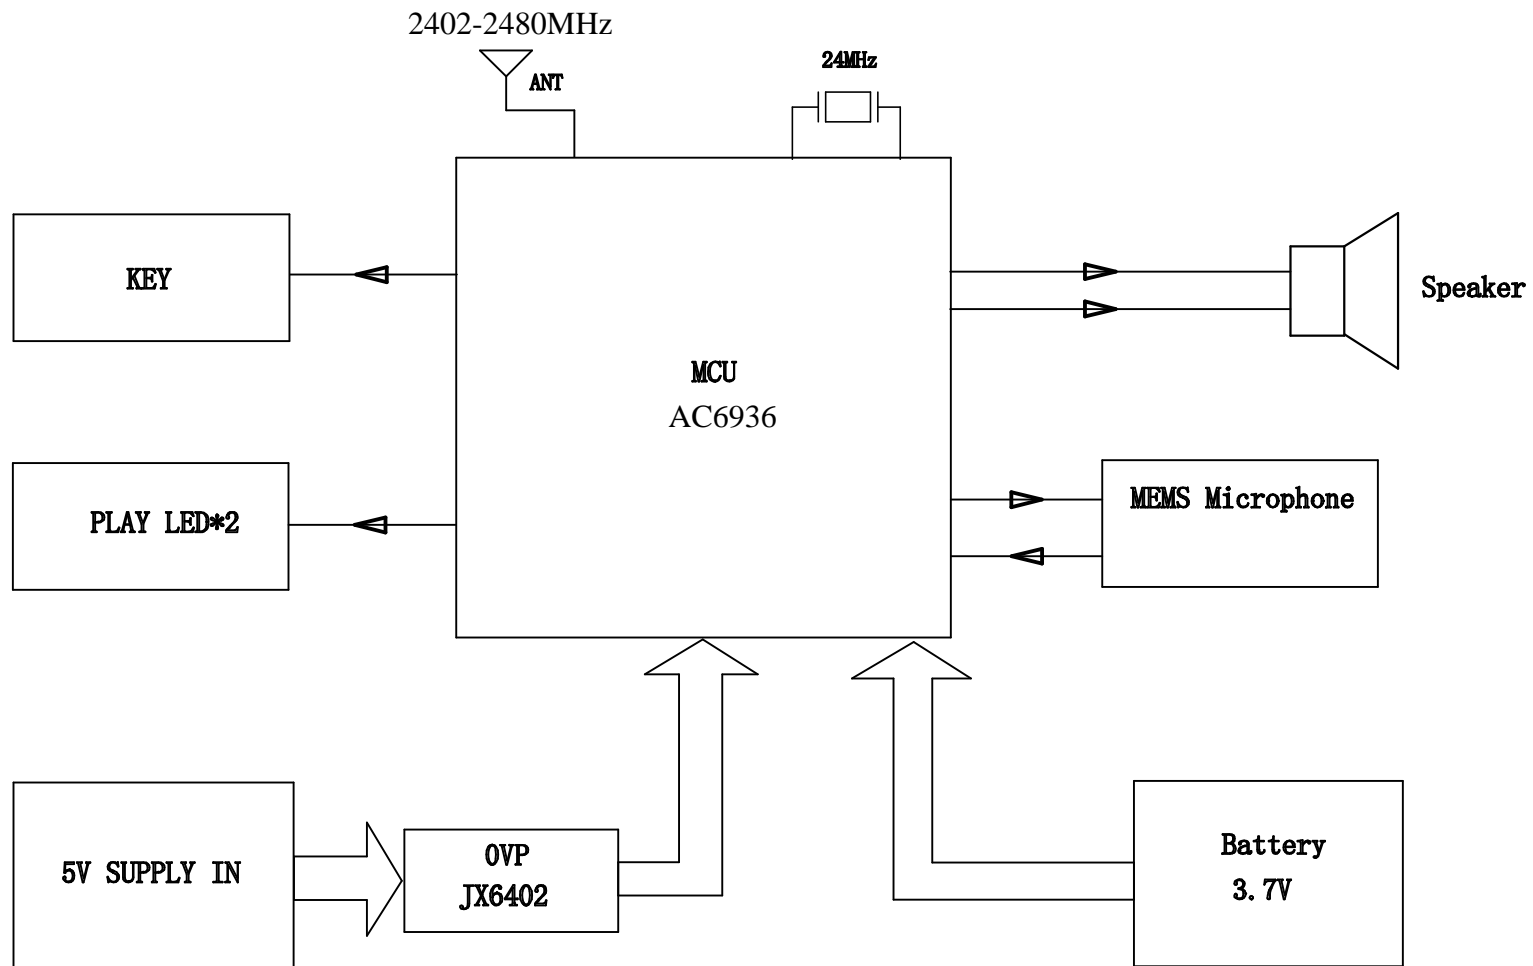 2402-2480MHz
24MHz
ANT
KEY
Speaker
MCU
AC6936
PLAY LED*2
MEMS Microphone
5V SUPPLY IN
OVP
JX6402
Battery
3.7V